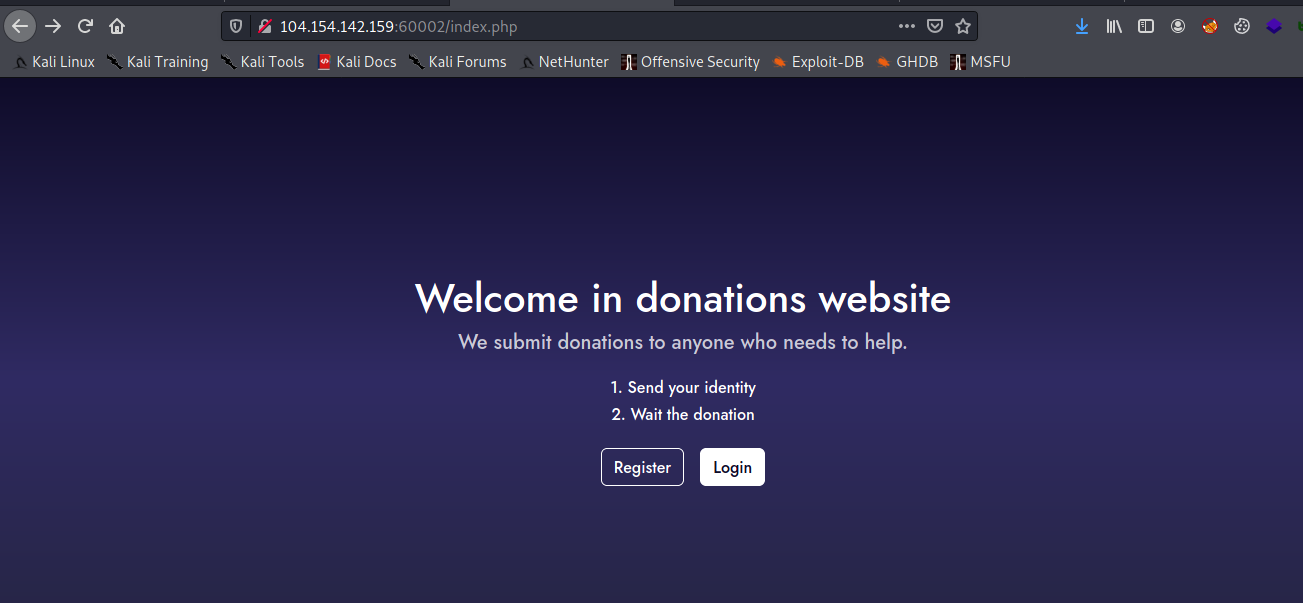 104.154.142.159:60002/index.php
Kali Linux Kali Training Kali Tools Kali Docs Kali Forums NetHunter Offensive Security Exploit-DB GHDB MSFU
Welcome in donations website
We submit donations to anyone who needs to help.
1. Send your identity
2. Wait the donation
Register Login